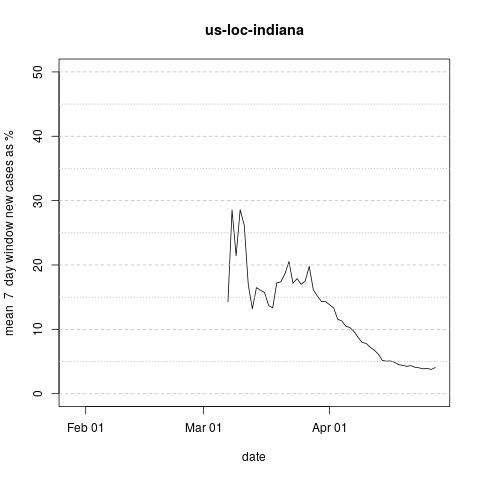 us-loc-indiana
mean 7 day window new cases as %
50
40
30
20
10
0
Feb 01
Mar 01
Apr 01
date